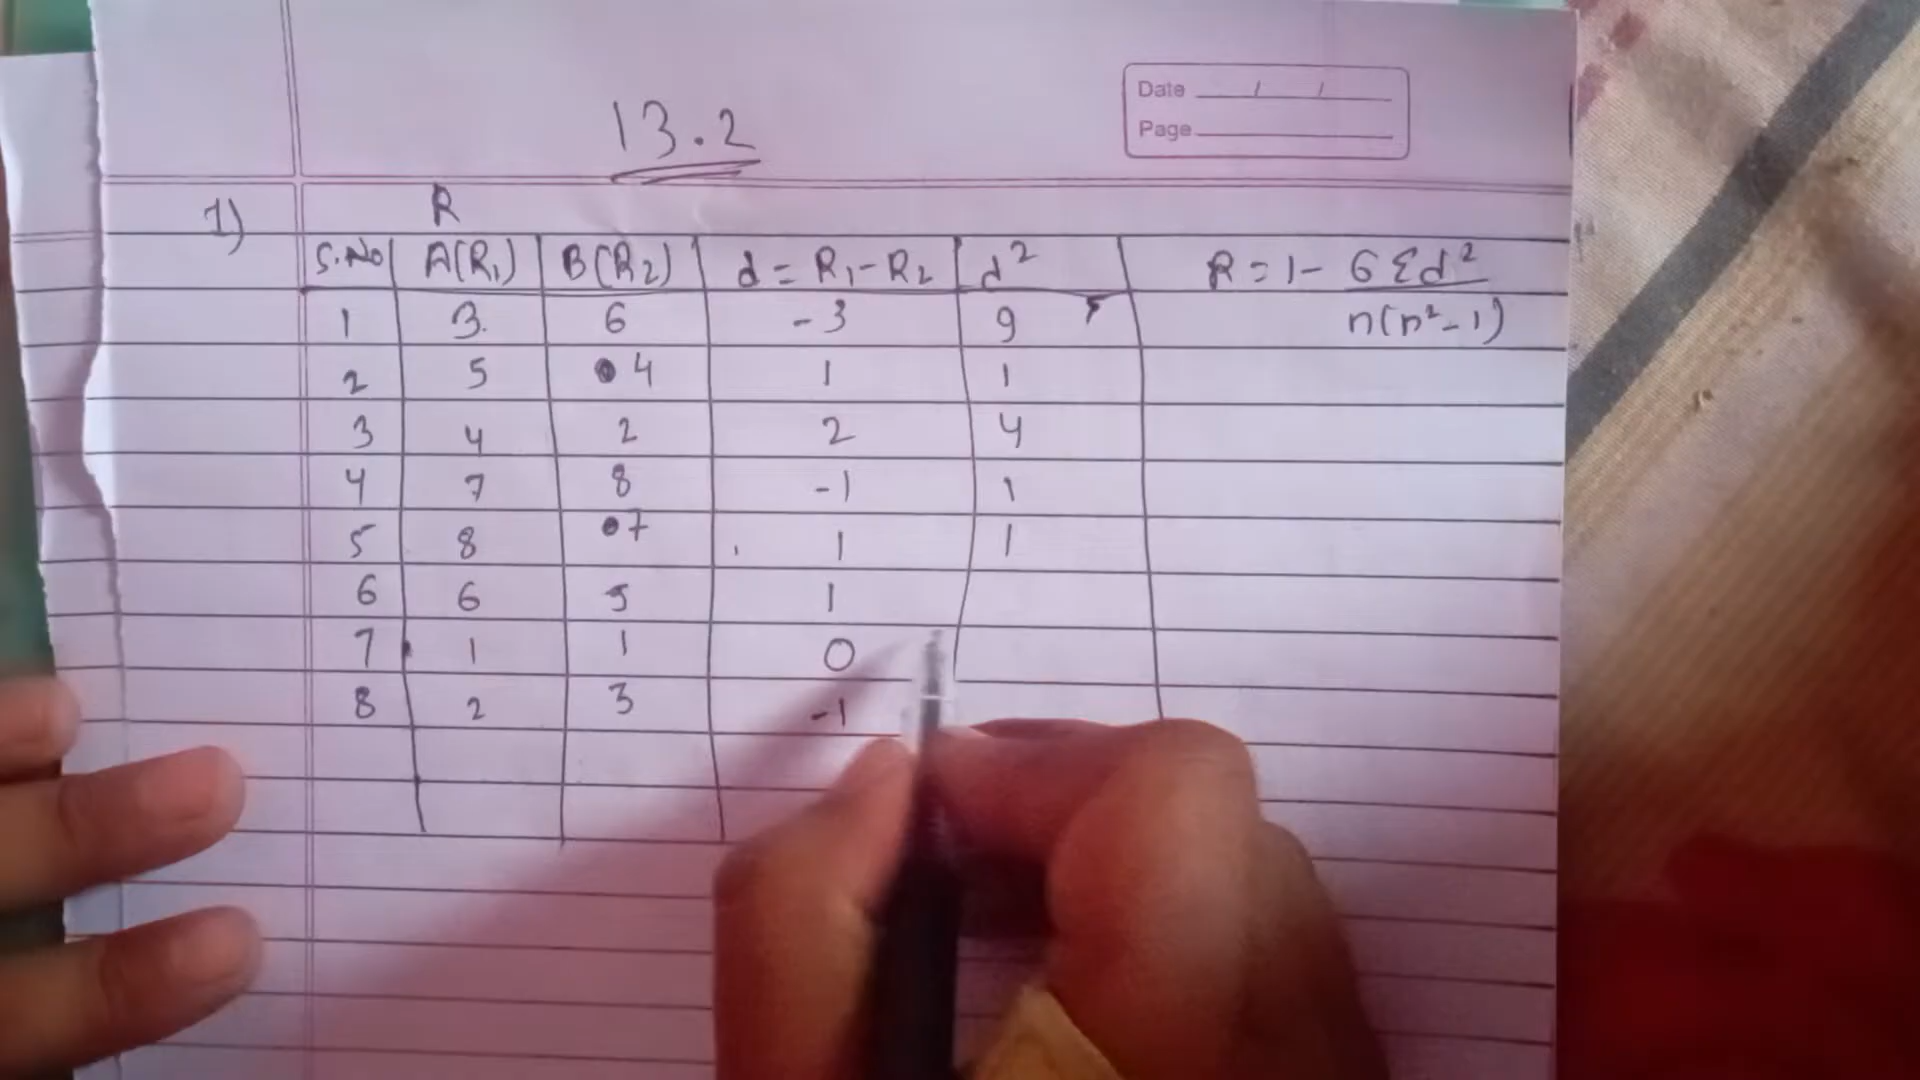 Date / /
Page
13.2
1) R
S.No A(R₁) B(R₂) d = R₁-R₂ d² R = 1- 6Σd²
n(n²-1)
1 3 6 -3 9
2 5 4 1 1
3 4 2 2 4
4 7 8 -1 1
5 8 7 1 1
6 6 5 1
7 1 1 0
8 2 3 -1